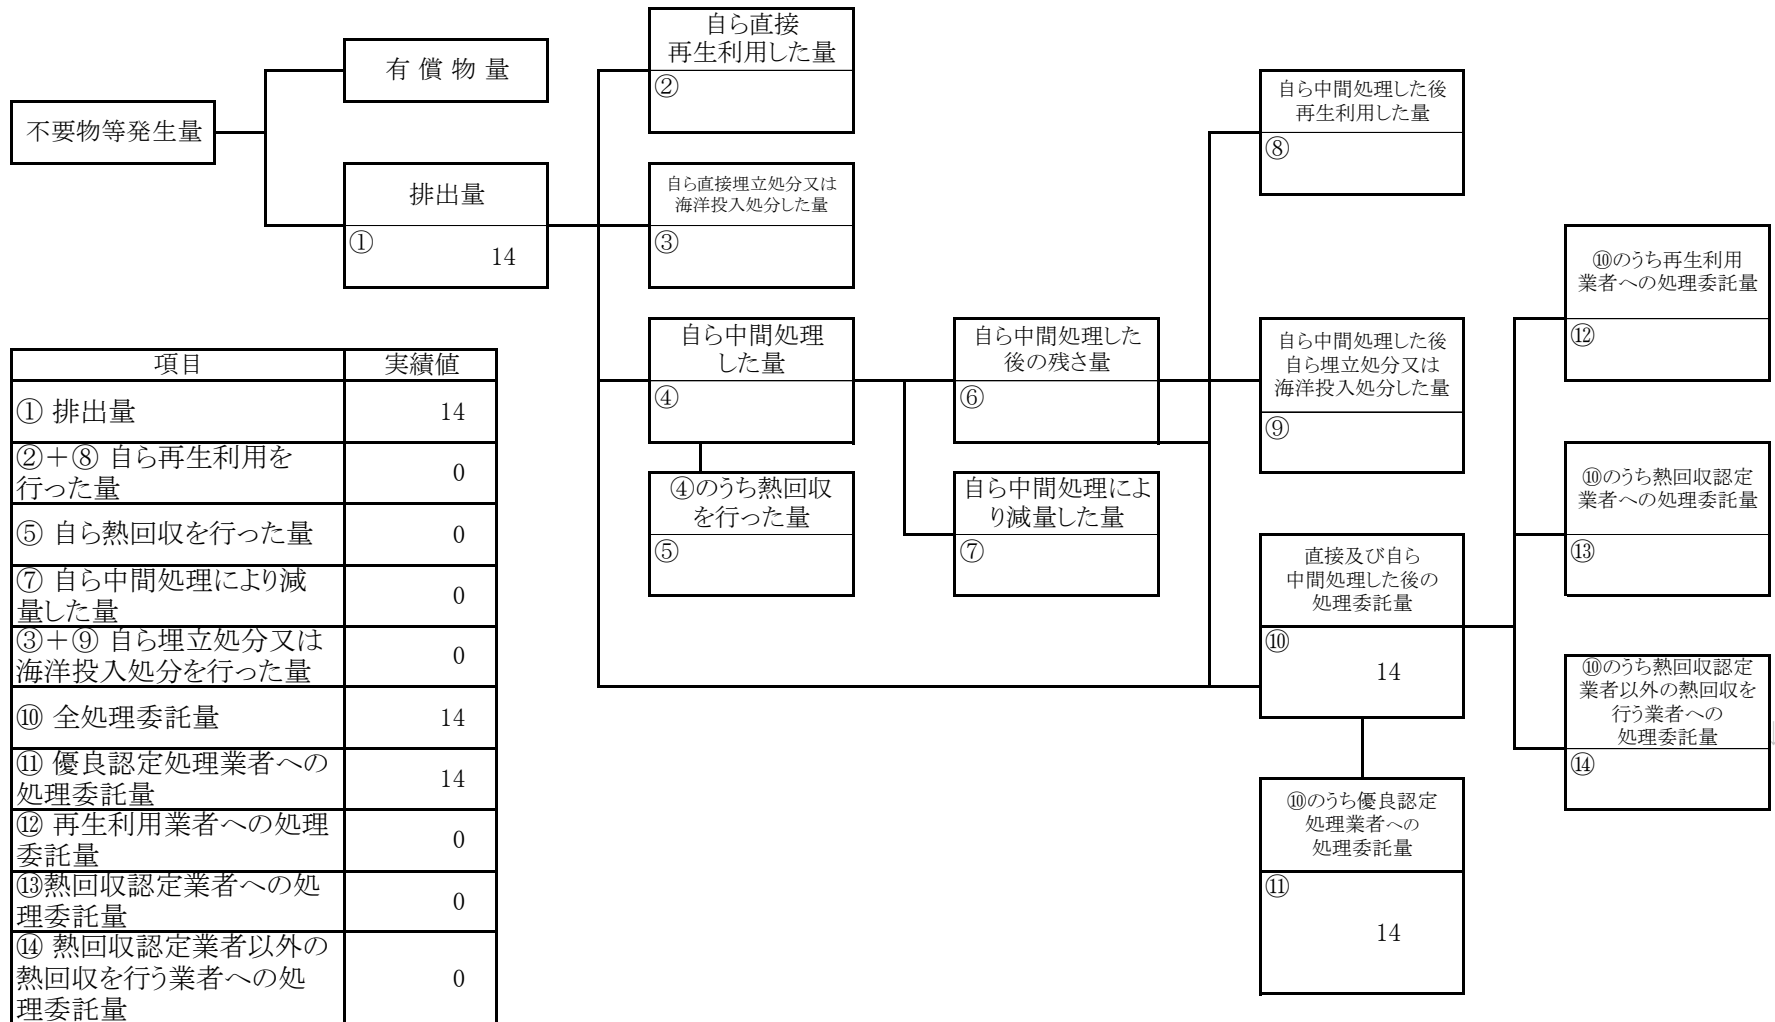 不要物等発生量
有 償 物 量
排出量
①
14
自ら直接
再生利用した量
②
自ら直接埋立処分又は
海洋投入処分した量
③
自ら中間処理
した量
④
④のうち熱回収
を行った量
⑤
自ら中間処理した
後の残さ量
⑥
自ら中間処理によ
り減量した量
⑦
自ら中間処理した後
再生利用した量
⑧
自ら中間処理した後
自ら埋立処分又は
海洋投入処分した量
⑨
直接及び自ら
中間処理した後の
処理委託量
⑩
14
⑩のうち優良認定
処理業者への
処理委託量
⑪
14
⑩のうち再生利用
業者への処理委託量
⑫
⑩のうち熱回収認定
業者への処理委託量
⑬
⑩のうち熱回収認定
業者以外の熱回収を
行う業者への
処理委託量
⑭
項目 実績値
① 排出量 14
②+⑧ 自ら再生利用を
行った量 0
⑤ 自ら熱回収を行った量 0
⑦ 自ら中間処理により減
量した量 0
③+⑨ 自ら埋立処分又は
海洋投入処分を行った量 0
⑩ 全処理委託量 14
⑪ 優良認定処理業者への
処理委託量 14
⑫ 再生利用業者への処理
委託量 0
⑬熱回収認定業者への処
理委託量 0
⑭ 熱回収認定業者以外の
熱回収を行う業者への処
理委託量 0